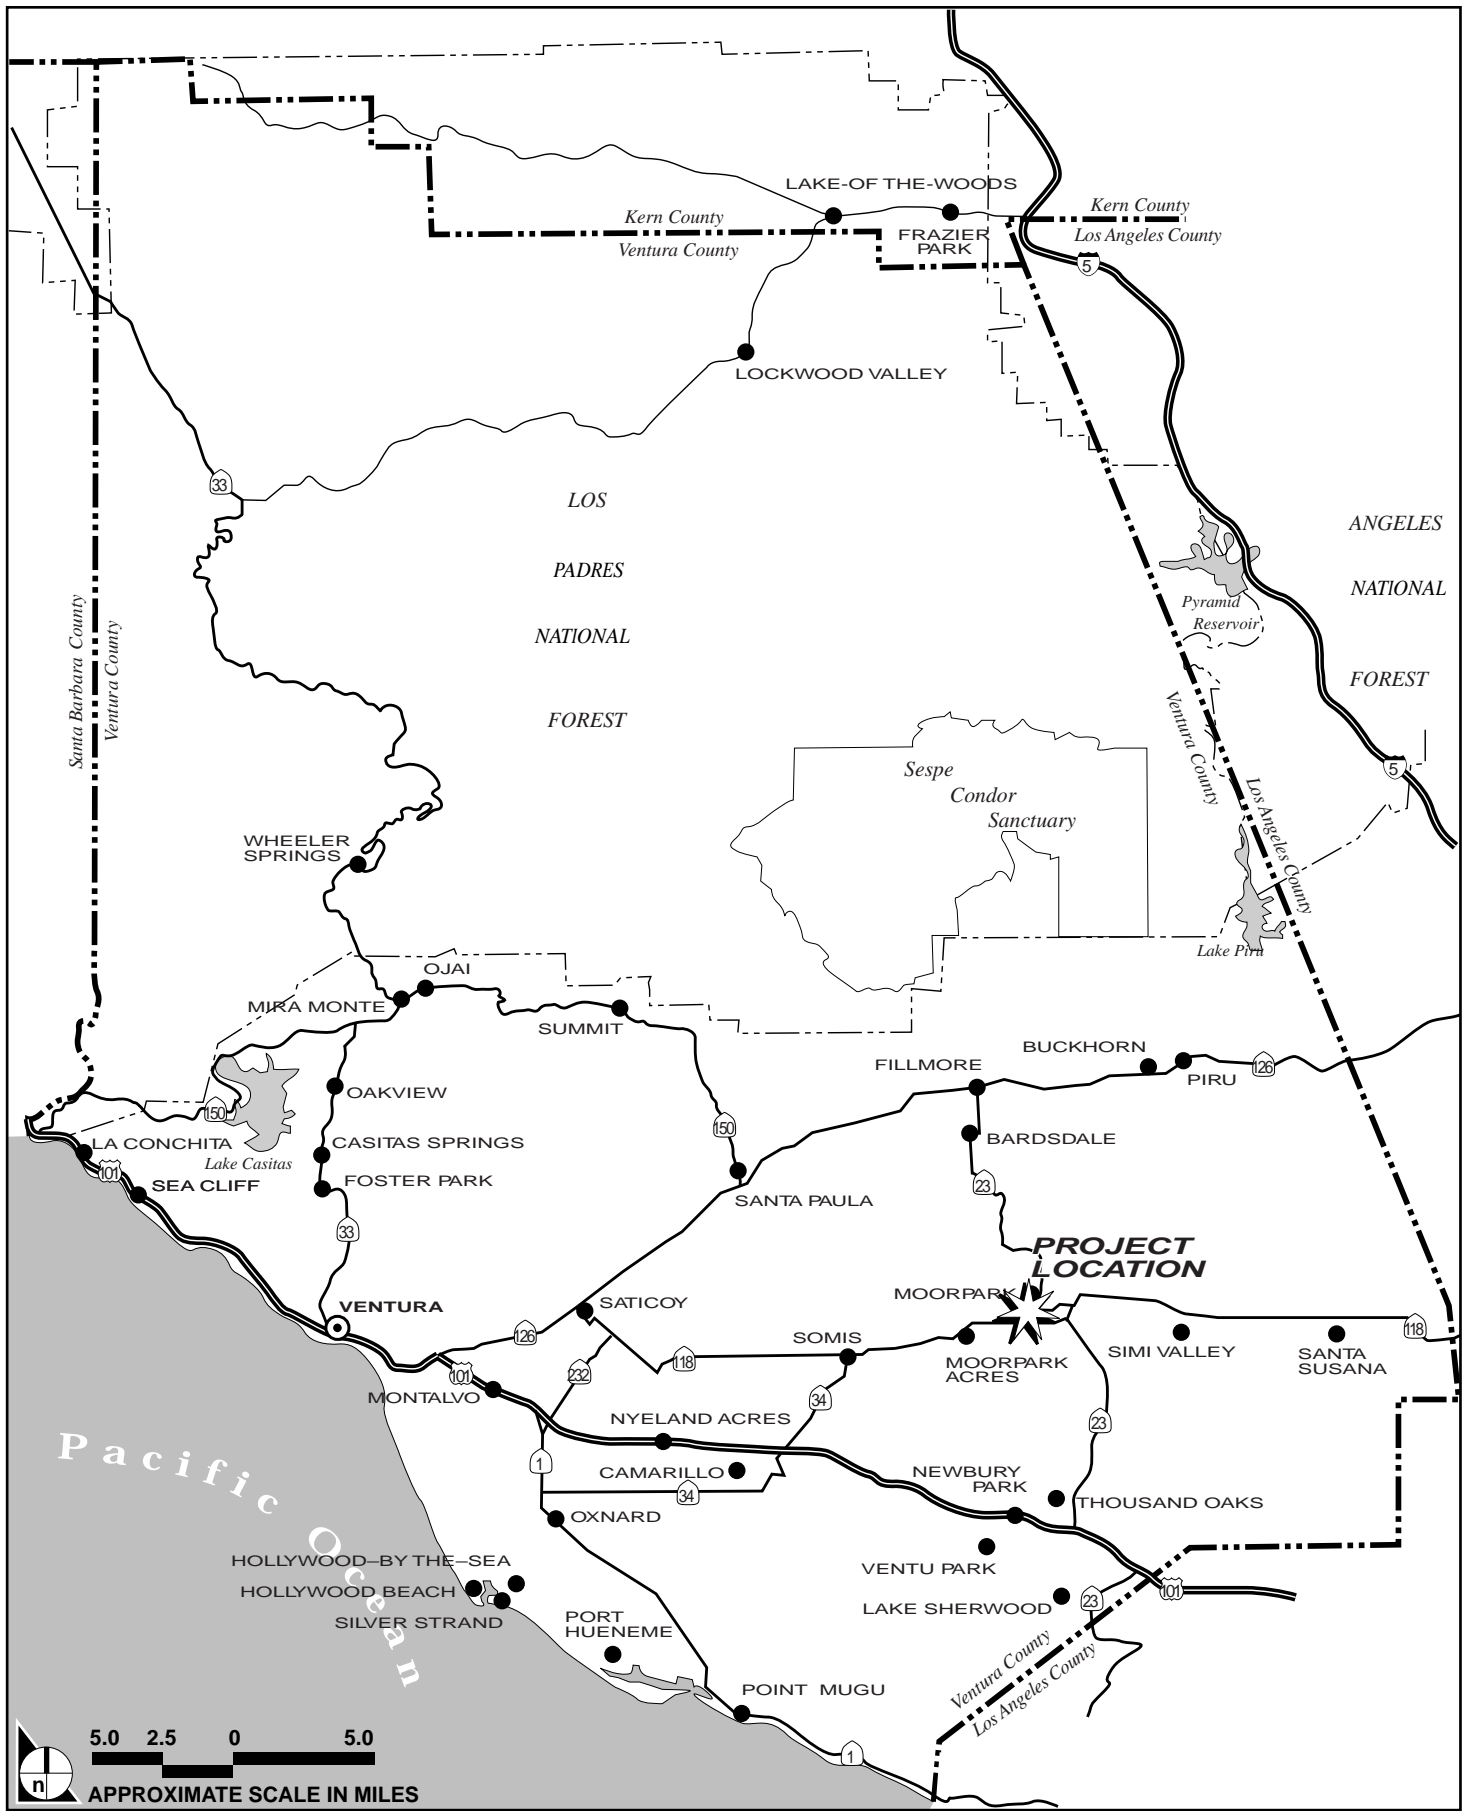 LAKE-OF THE-WOODS
Kern County
Ventura County
FRAZIER
PARK
Kern County
Los Angeles County
5
LOCKWOOD VALLEY
33
LOS
PADRES
NATIONAL
FOREST
ANGELES
NATIONAL
FOREST
Pyramid
Reservoir
Santa Barbara County
Ventura County
Ventura County
Los Angeles County
5
Sespe
Condor
Sanctuary
WHEELER
SPRINGS
Lake Piru
OJAI
MIRA MONTE
SUMMIT
FILLMORE
BUCKHORN
PIRU
126
OAKVIEW
150
150
LA CONCHITA
CASITAS SPRINGS
Lake Casitas
BARDSDALE
101
SEA CLIFF
FOSTER PARK
SANTA PAULA
23
33
PROJECT
LOCATION
MOORPARK
VENTURA
SATICOY
126
SOMIS
118
118
MOORPARK
ACRES
SIMI VALLEY
SANTA
SUSANA
101
232
MONTALVO
34
NYELAND ACRES
23
1
CAMARILLO
34
NEWBURY
PARK
THOUSAND OAKS
OXNARD
Pacific Ocean
VENTU PARK
HOLLYWOOD–BY THE–SEA
HOLLYWOOD BEACH
SILVER STRAND
LAKE SHERWOOD
23
101
PORT
HUENEME
Ventura County
Los Angeles County
POINT MUGU
1
5.0 2.5 0 5.0
n
APPROXIMATE SCALE IN MILES